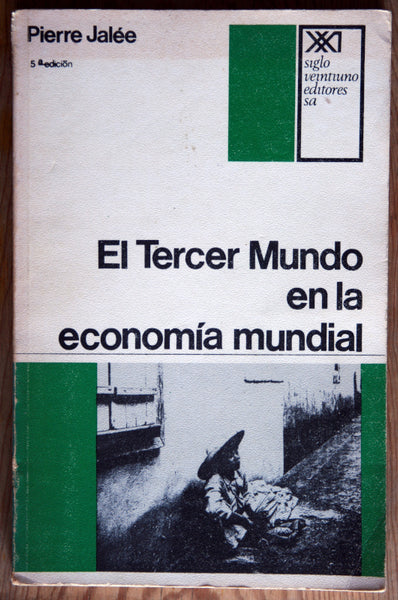 Pierre Jalée
5ª edición
XXI
siglo
veintiuno
editores
sa
El Tercer Mundo
en la
economía mundial